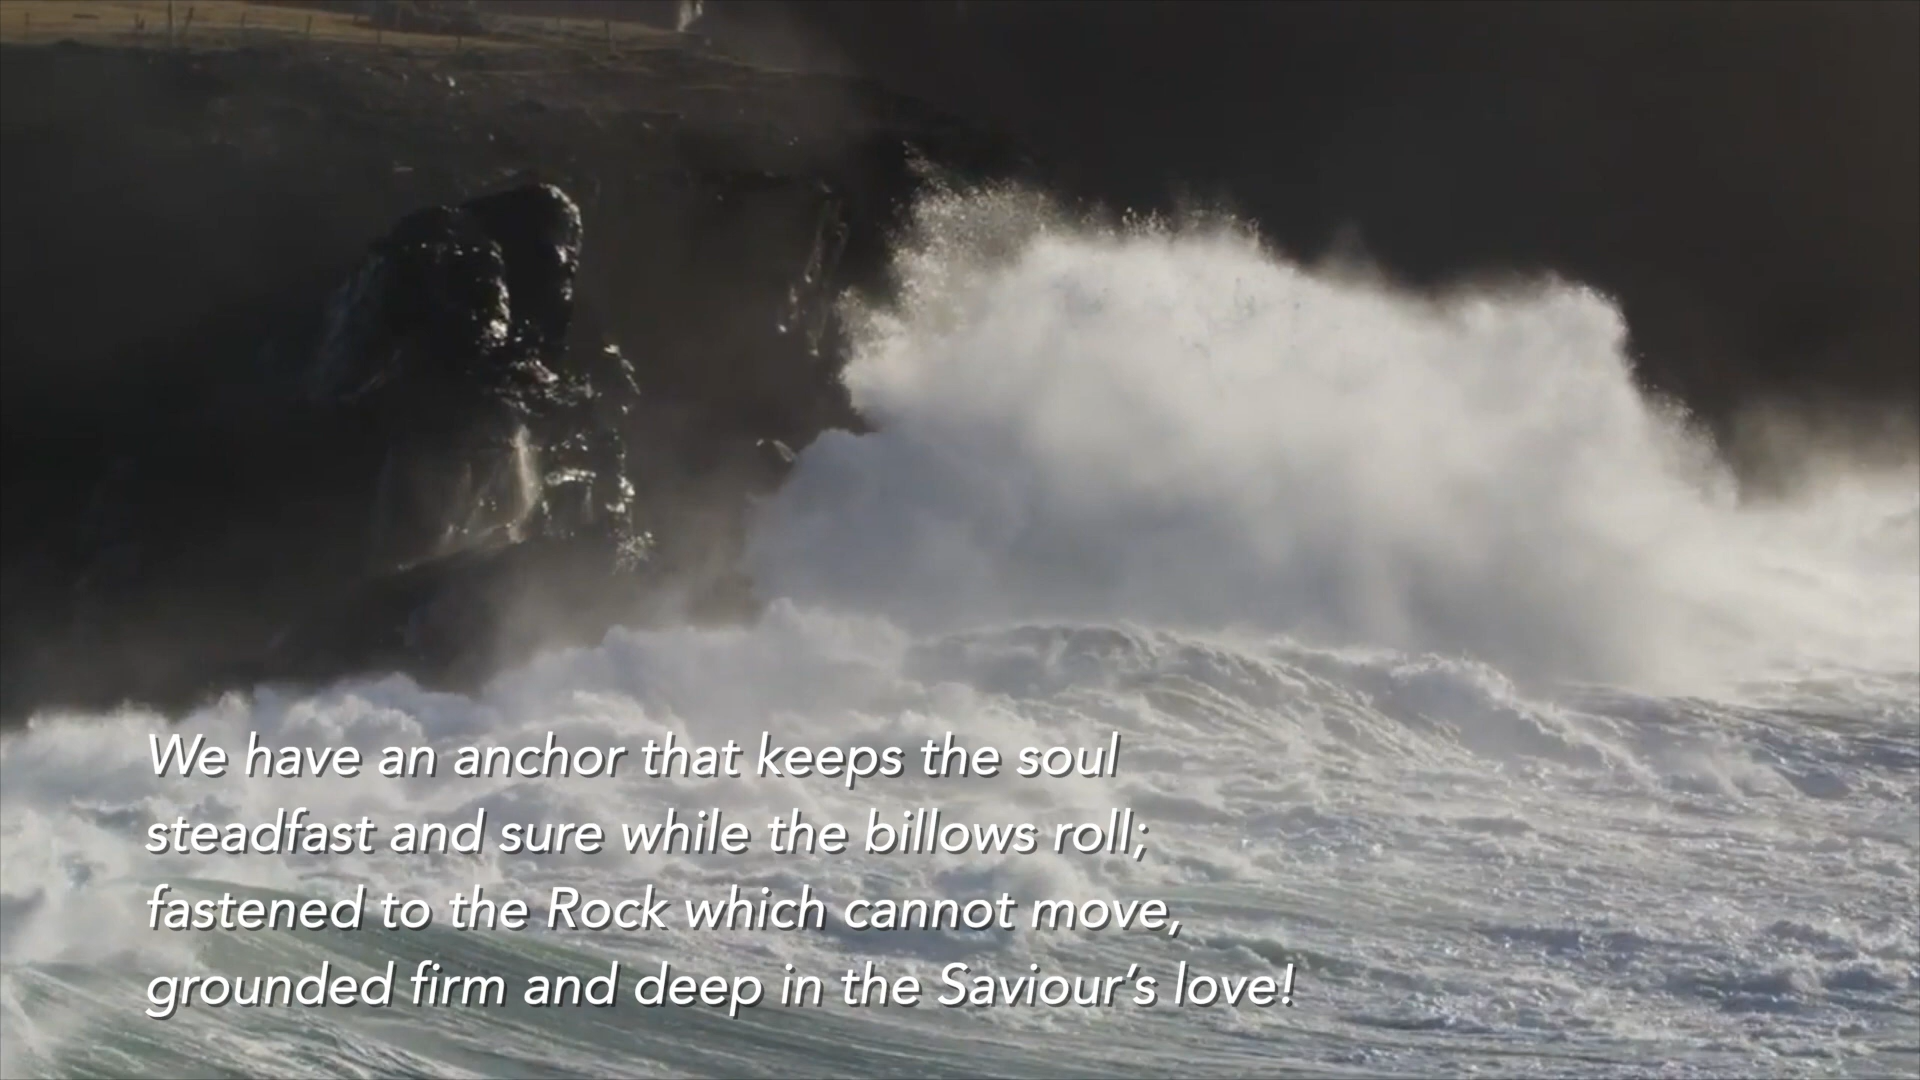 We have an anchor that keeps the soul
steadfast and sure while the billows roll;
fastened to the Rock which cannot move,
grounded firm and deep in the Saviour’s love!